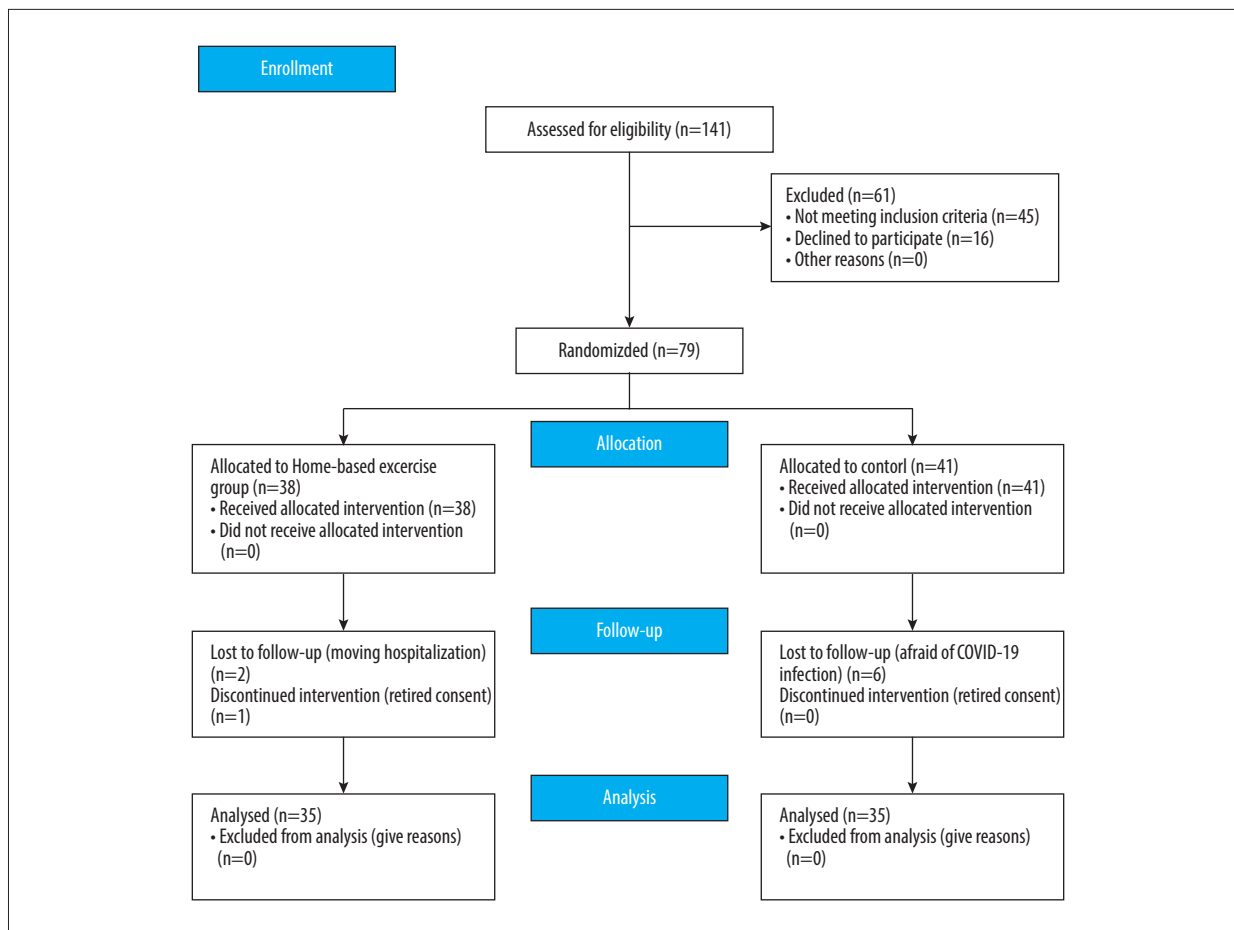 Enrollment
Assessed for eligibility (n=141)
Excluded (n=61)
• Not meeting inclusion criteria (n=45)
• Declined to participate (n=16)
• Other reasons (n=0)
Randomizded (n=79)
Allocation
Allocated to Home-based excercise
group (n=38)
• Received allocated intervention (n=38)
• Did not receive allocated intervention
(n=0)
Allocated to contorl (n=41)
• Received allocated intervention (n=41)
• Did not receive allocated intervention
(n=0)
Follow-up
Lost to follow-up (moving hospitalization)
(n=2)
Discontinued intervention (retired consent)
(n=1)
Lost to follow-up (afraid of COVID-19
infection) (n=6)
Discontinued intervention (retired consent)
(n=0)
Analysis
Analysed (n=35)
• Excluded from analysis (give reasons)
(n=0)
Analysed (n=35)
• Excluded from analysis (give reasons)
(n=0)